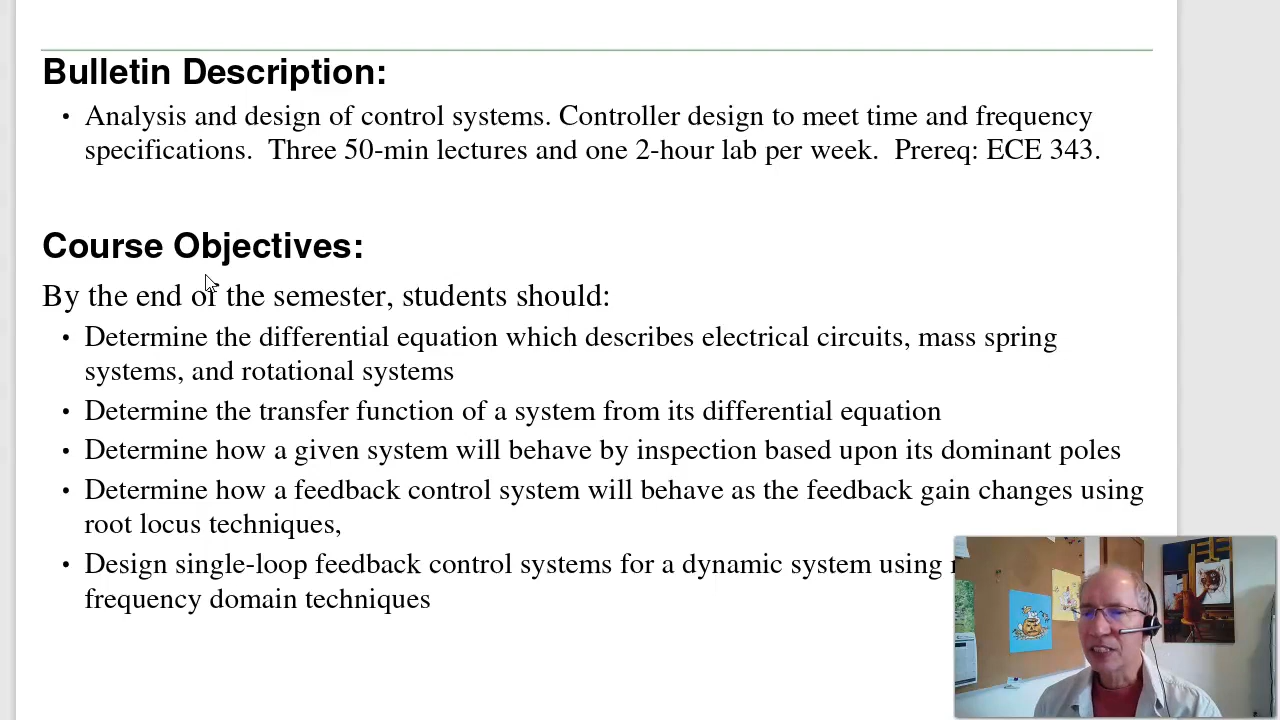 Bulletin Description:
• Analysis and design of control systems. Controller design to meet time and frequency
specifications.  Three 50-min lectures and one 2-hour lab per week.  Prereq: ECE 343.
Course Objectives:
By the end of the semester, students should:
• Determine the differential equation which describes electrical circuits, mass spring
systems, and rotational systems
• Determine the transfer function of a system from its differential equation
• Determine how a given system will behave by inspection based upon its dominant poles
• Determine how a feedback control system will behave as the feedback gain changes using
root locus techniques,
• Design single-loop feedback control systems for a dynamic system using
frequency domain techniques